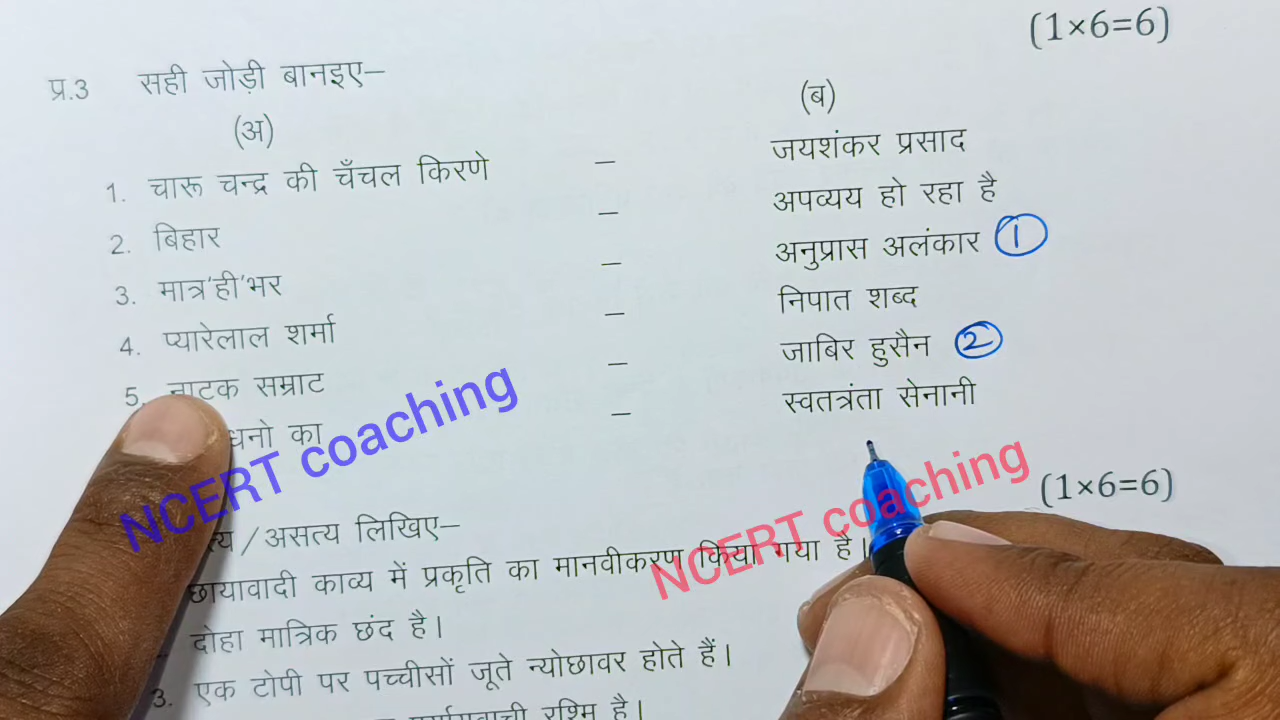 (1×6=6)
प्र.3 सही जोड़ी बानइए–
(अ) (ब)
1. चारू चन्द्र की चँचल किरणे – जयशंकर प्रसाद
2. बिहार – अपव्यय हो रहा है
3. मात्र'ही'भर – अनुप्रास अलंकार 1
4. प्यारेलाल शर्मा – निपात शब्द
5. नाटक सम्राट – जाबिर हुसैन 2
धनो का – स्वतत्रंता सेनानी
NCERT coaching
NCERT coaching
(1×6=6)
/असत्य लिखिए–
छायावादी काव्य में प्रकृति का मानवीकरण किया गया है।
दोहा मात्रिक छंद है।
3. एक टोपी पर पच्चीसों जूते न्योछावर होते हैं।
रश्मि है।